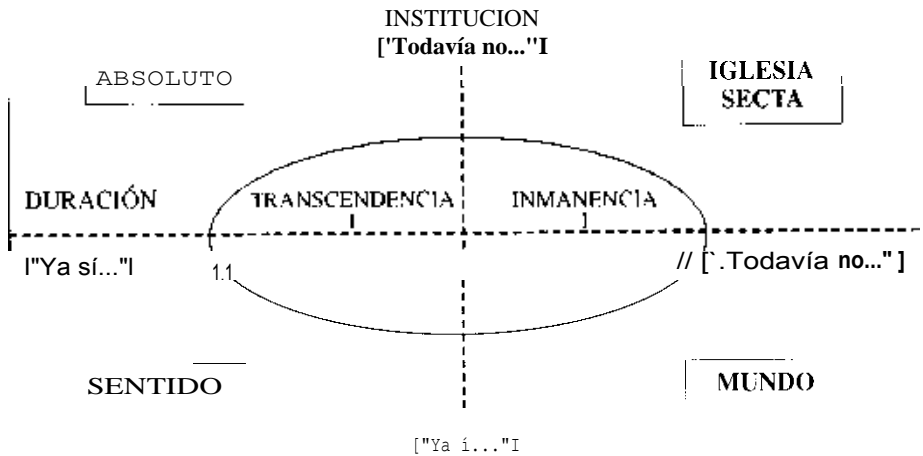 INSTITUCION
['Todavía no..."I
ABSOLUTO
IGLESIA
SECTA
DURACIÓN
TRANSCENDENCIA
INMANENCIA
I"Ya sí..."I
1.1
// [`.Todavía no..." ]
SENTIDO
MUNDO
["Ya í..."I